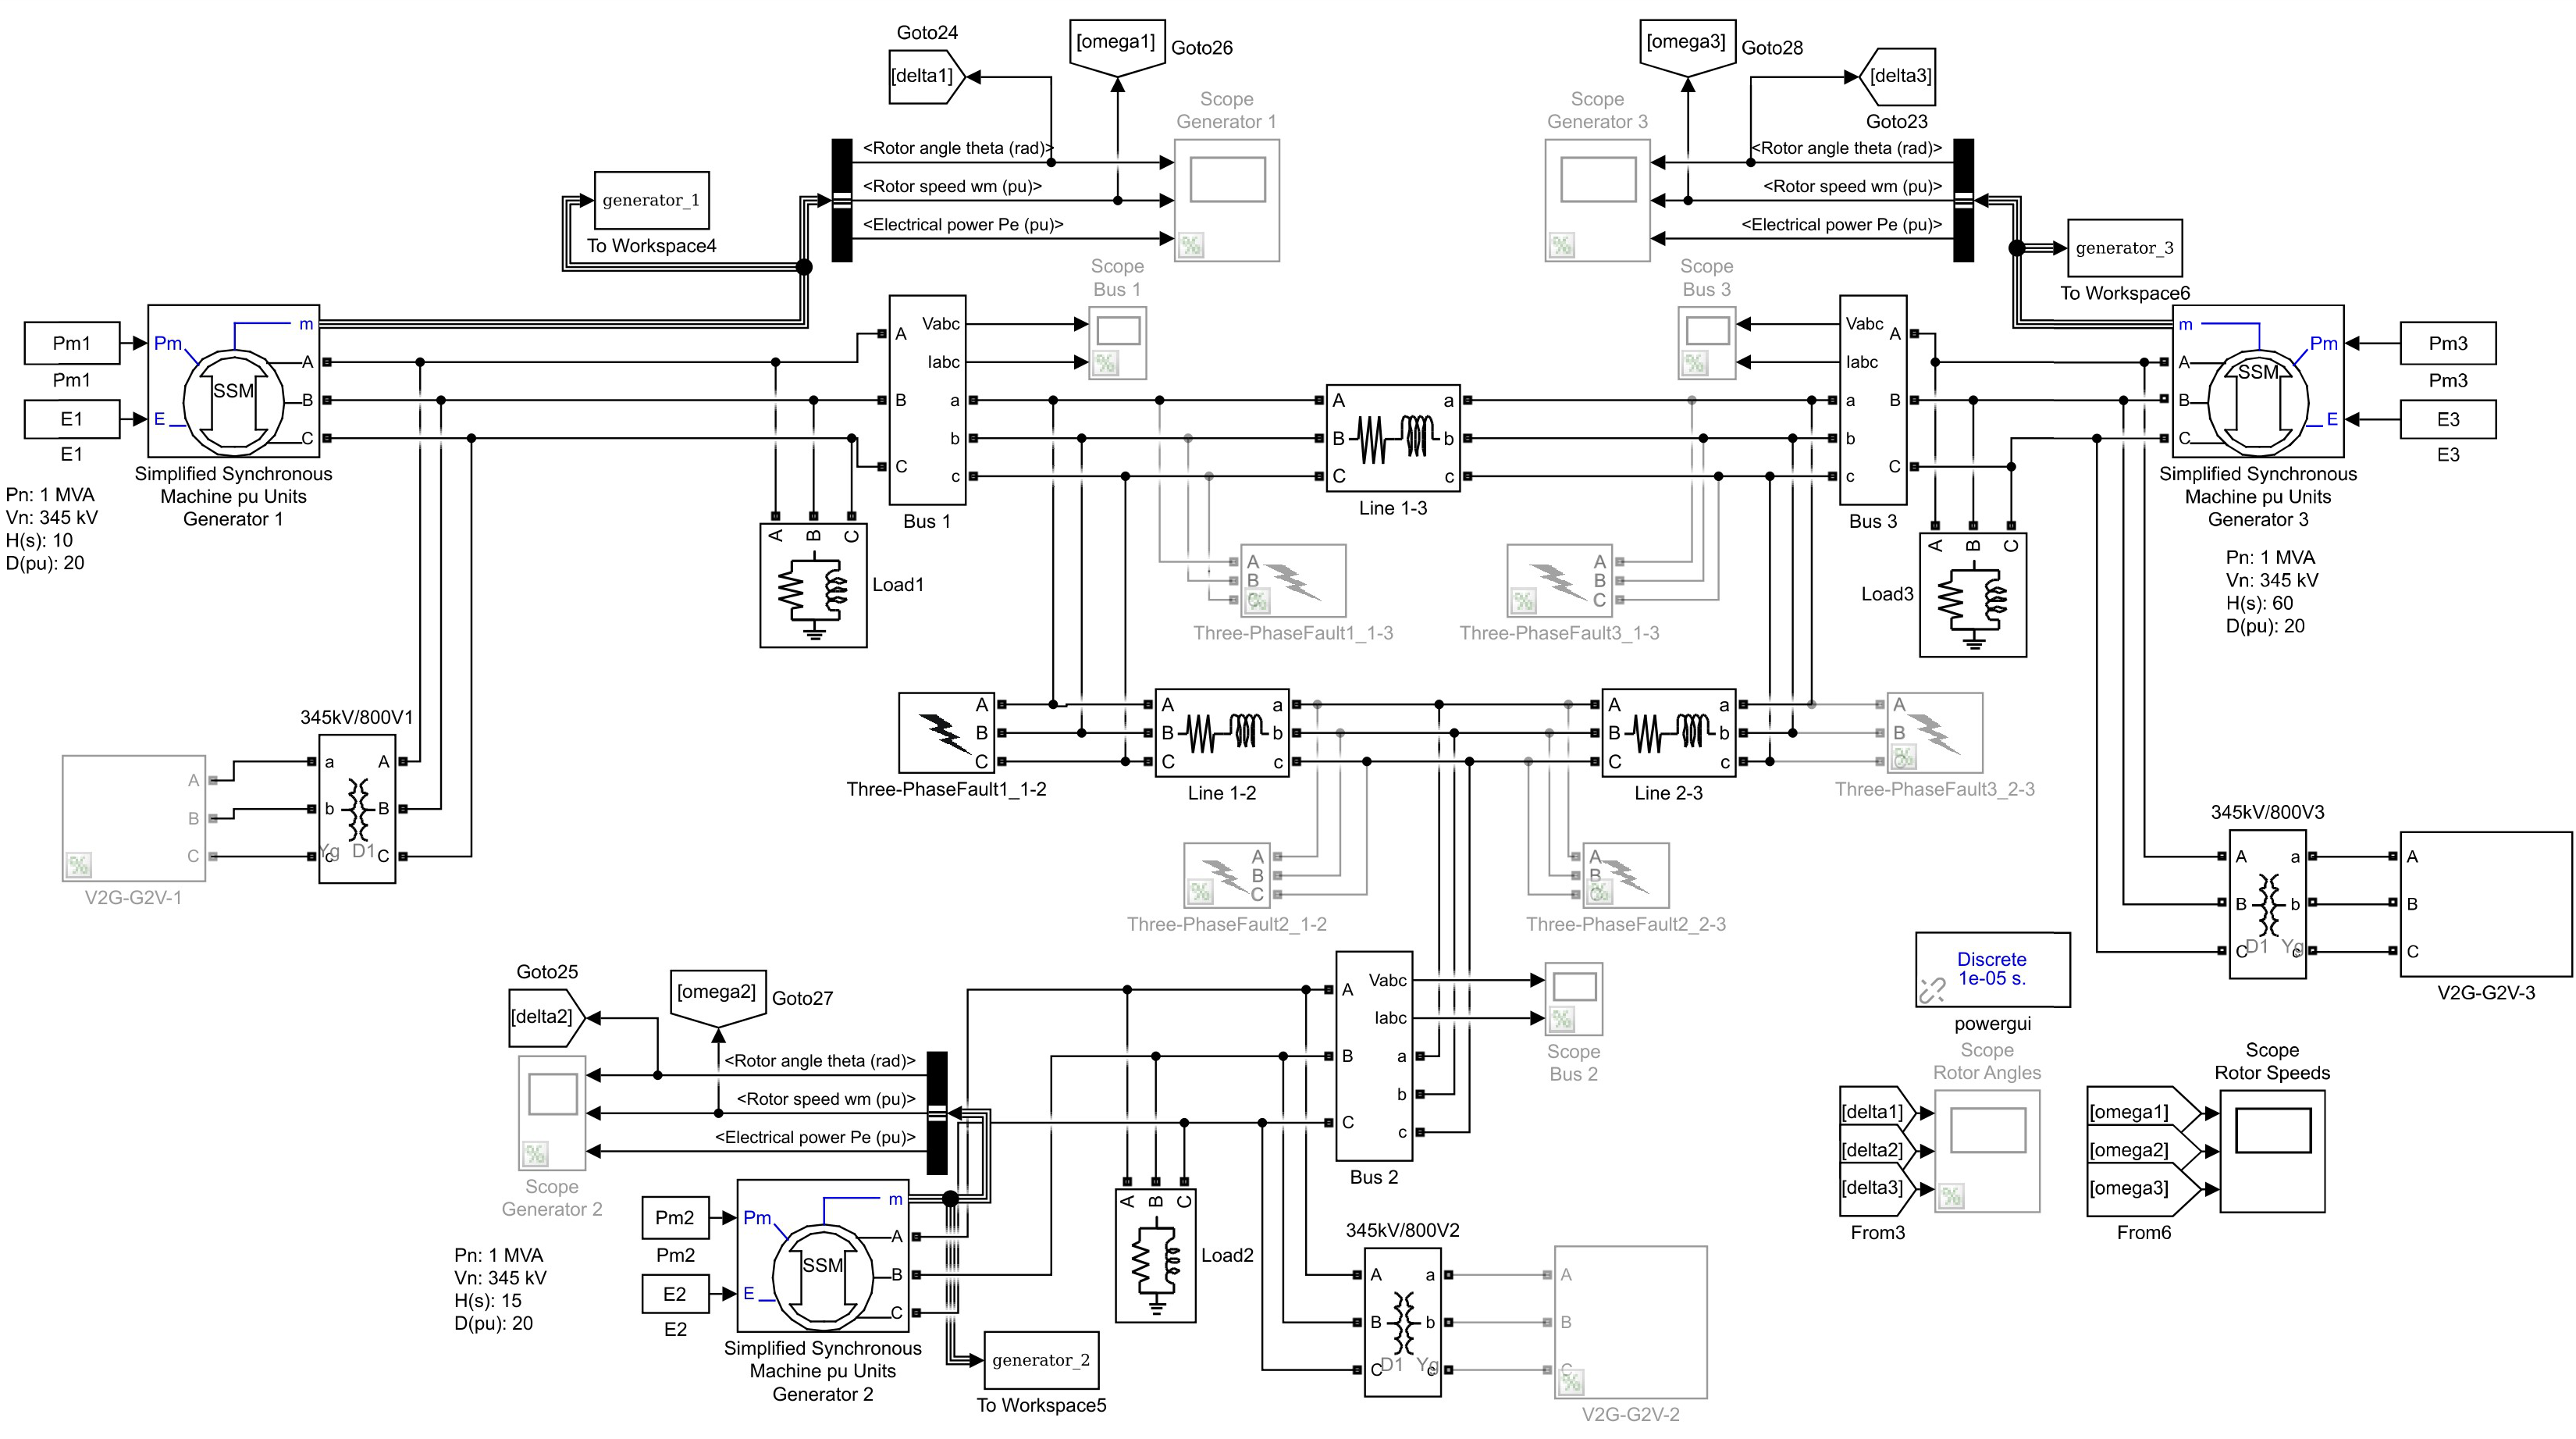 Goto24
[delta1]
[omega1]
Goto26
[omega3]
Goto28
[delta3]
Goto23
Scope
Generator 1
Scope
Generator 3
<Rotor angle theta (rad)>
<Rotor speed wm (pu)>
<Electrical power Pe (pu)>
<Rotor angle theta (rad)>
<Rotor speed wm (pu)>
<Electrical power Pe (pu)>
generator_1
To Workspace4
generator_3
To Workspace6
Scope
Bus 1
Scope
Bus 3
Pm1
Pm1
E1
E1
Pm
E
SSM
m
A
B
C
Simplified Synchronous
Machine pu Units
Generator 1
Pn: 1 MVA
Vn: 345 kV
H(s): 10
D(pu): 20
A
B
C
Vabc
Iabc
a
b
c
Bus 1
A
B
C
a
b
c
Line 1-3
Vabc
Iabc
a
b
c
A
B
C
Bus 3
m
A
B
C
SSM
Pm
E
Pm3
Pm3
E3
E3
Simplified Synchronous
Machine pu Units
Generator 3
Pn: 1 MVA
Vn: 345 kV
H(s): 60
D(pu): 20
A B C
Load1
A
B
C
Three-PhaseFault1_1-3
A
B
C
Three-PhaseFault3_1-3
A B C
Load3
345kV/800V1
A
B
C
V2G-G2V-1
a
b
c
Yg D1
A
B
C
A
B
C
Three-PhaseFault1_1-2
A
B
C
a
b
c
Line 1-2
A
B
C
a
b
c
Line 2-3
A
B
C
Three-PhaseFault3_2-3
A
B
C
Three-PhaseFault2_1-2
A
B
C
Three-PhaseFault2_2-3
345kV/800V3
A
B
C
D1 Yg
a
b
c
A
B
C
V2G-G2V-3
Discrete
1e-05 s.
powergui
Goto25
[delta2]
[omega2]
Goto27
<Rotor angle theta (rad)>
<Rotor speed wm (pu)>
<Electrical power Pe (pu)>
Scope
Generator 2
A
B
C
Vabc
Iabc
a
b
c
Bus 2
Scope
Bus 2
Pm2
Pm2
E2
E2
Pm
E
SSM
m
A
B
C
Simplified Synchronous
Machine pu Units
Generator 2
Pn: 1 MVA
Vn: 345 kV
H(s): 15
D(pu): 20
generator_2
To Workspace5
A B C
Load2
345kV/800V2
A
B
C
D1 Yg
a
b
c
A
B
C
V2G-G2V-2
Scope
Rotor Angles
[delta1]
[delta2]
[delta3]
From3
Scope
Rotor Speeds
[omega1]
[omega2]
[omega3]
From6